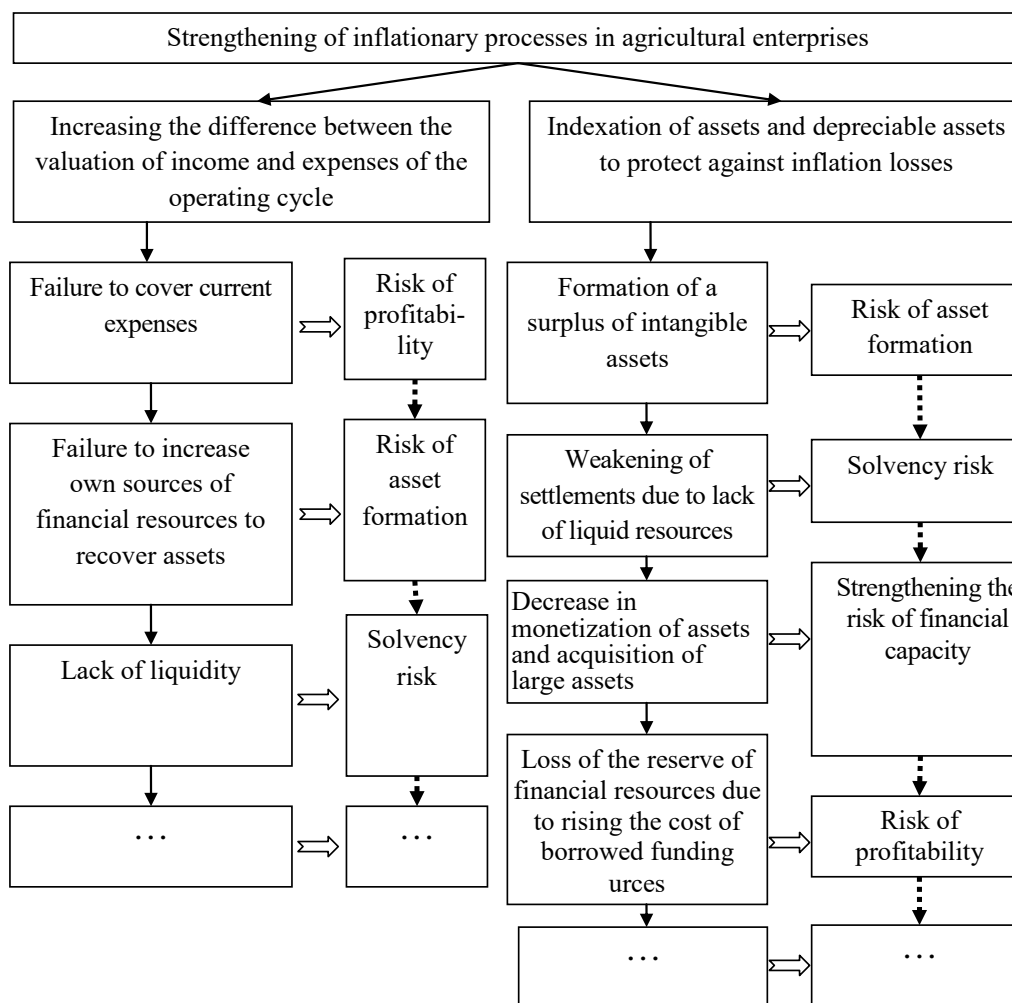 Strengthening of inflationary processes in agricultural enterprises
Increasing the difference between the
valuation of income and expenses of the
operating cycle
Indexation of assets and depreciable assets
to protect against inflation losses
Failure to cover current
expenses
Risk of
profitabi-
lity
Failure to increase
own sources of
financial resources to
recover assets
Risk of
asset
formation
Lack of liquidity
Solvency
risk
...
...
Formation of a
surplus of intangible
assets
Risk of asset
formation
Weakening of
settlements due to lack
of liquid resources
Solvency risk
Decrease in
monetization of assets
and acquisition of
large assets
Strengthening the
risk of financial
capacity
Loss of the reserve of
financial resources due
to rising the cost of
borrowed funding
urces
Risk of
profitability
...
...